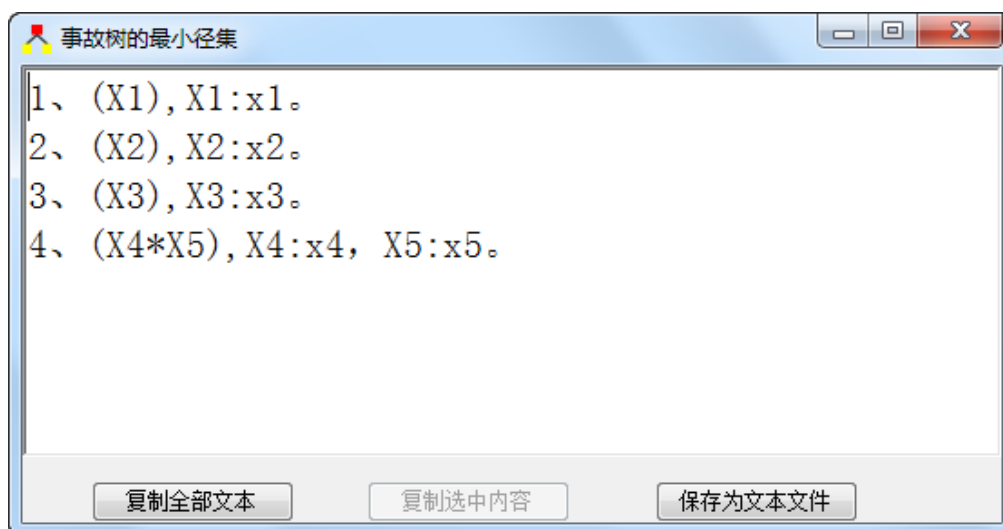 事故树的最小径集
1、(X1),X1:x1。
2、(X2),X2:x2。
3、(X3),X3:x3。
4、(X4*X5),X4:x4，X5:x5。
复制全部文本 复制选中内容 保存为文本文件